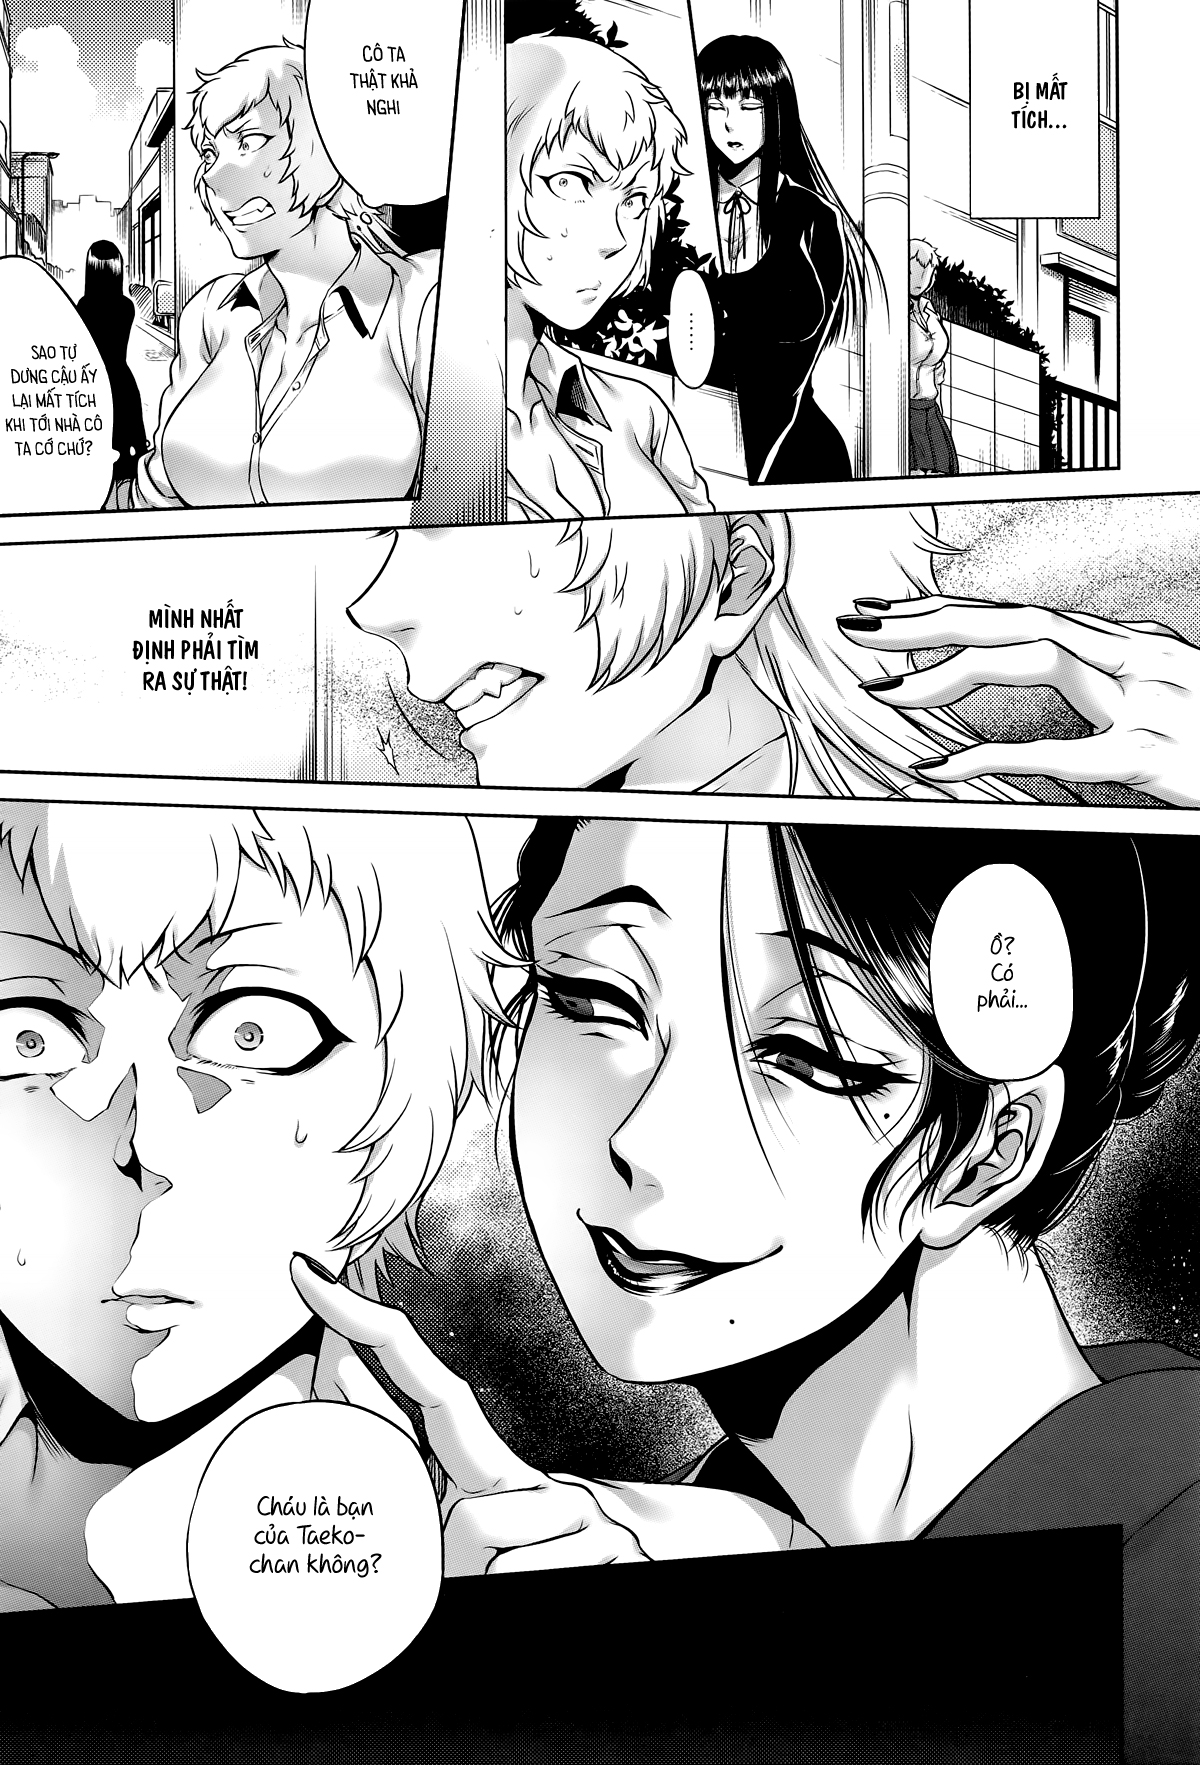 BỊ MẤT
TÍCH...
.......
CÔ TA
THẬT KHẢ
NGHI
SAO TỰ
DƯNG CẬU ẤY
LẠI MẤT TÍCH
KHI TỚI NHÀ CÔ
TA CƠ CHỨ?
MÌNH NHẤT
ĐỊNH PHẢI TÌM
RA SỰ THẬT!
Ồ?
Có
phải...
Cháu là bạn
của Taeko-
chan không?